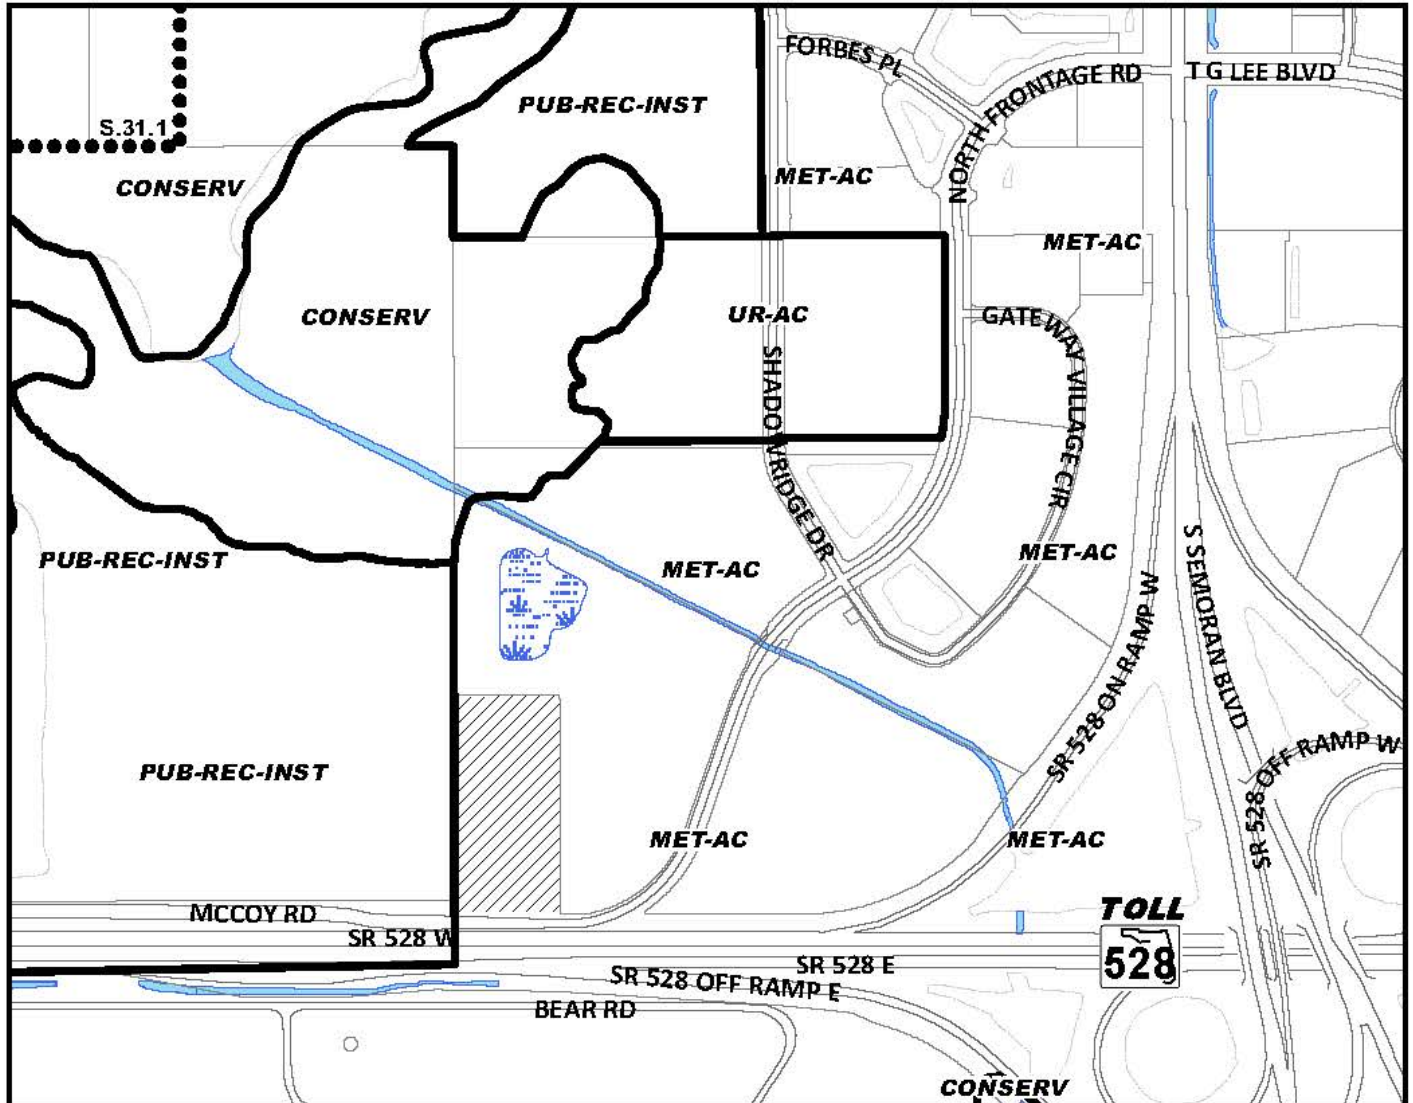 FORBES PL
NORTH FRONTAGE RD
T G LEE BLVD
PUB-REC-INST
S.31.1
CONSERV
MET-AC
MET-AC
CONSERV
UR-AC
GATEWAY VILLAGE CIR
SHADOWRIDGE DR
PUB-REC-INST
MET-AC
MET-AC
S SEMORAN BLVD
SR 528 ON RAMP W
SR 528 OFF RAMP W
PUB-REC-INST
MET-AC
MET-AC
MCCOY RD
SR 528 W
TOLL
528
SR 528 E
SR 528 OFF RAMP E
BEAR RD
CONSERV